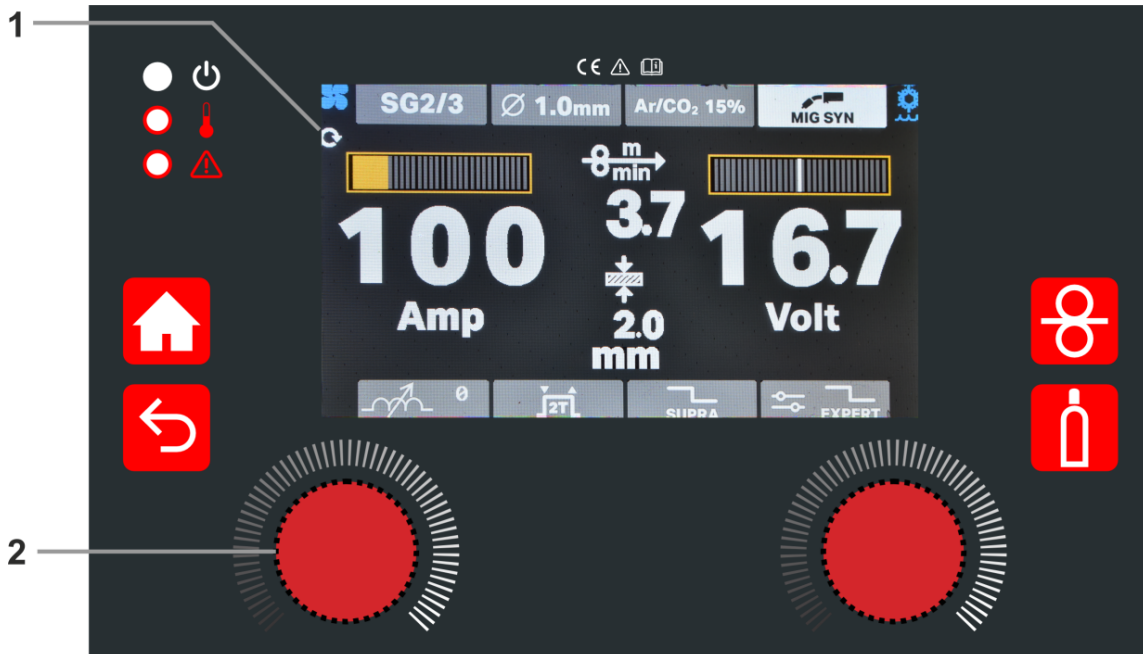 1
CE
SG2/3
Ø 1.0mm
Ar/CO₂ 15%
MIG SYN
m
min
3.7
100
Amp
16.7
Volt
2.0
mm
0
2T
SUPRA
EXPERT
2